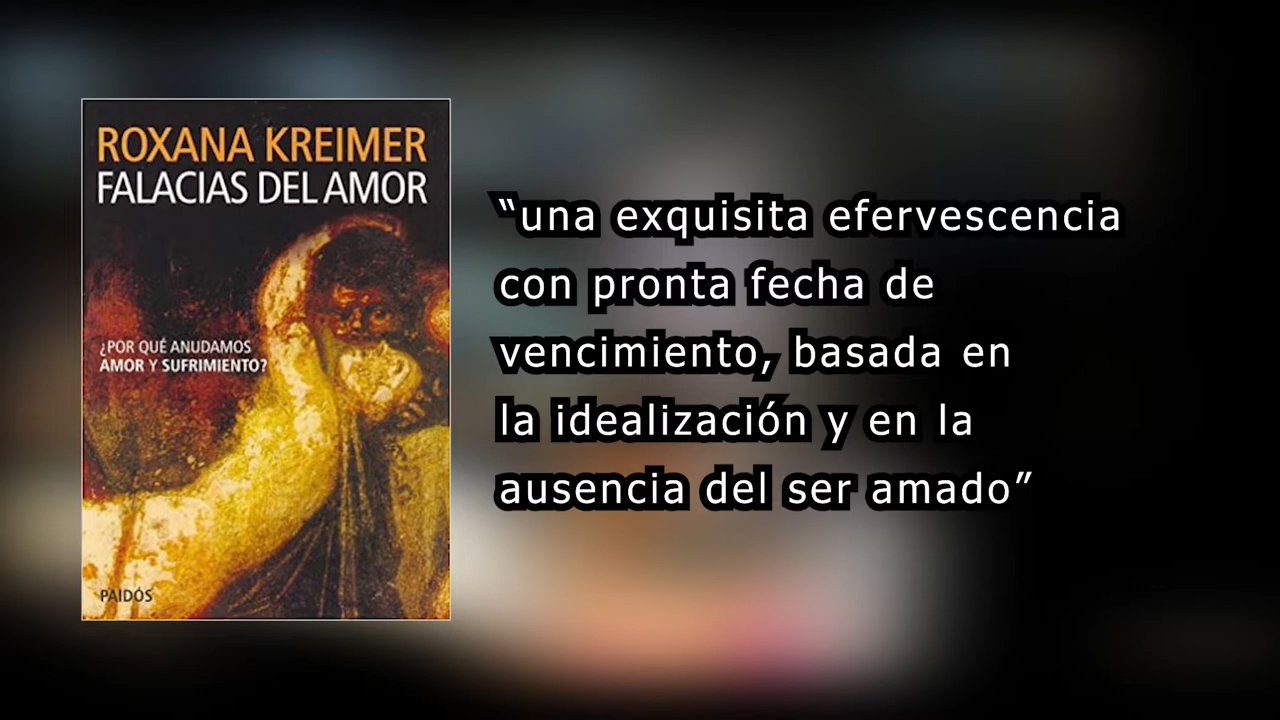 ROXANA KREIMER
FALACIAS DEL AMOR
¿POR QUÉ ANUDAMOS
AMOR Y SUFRIMIENTO?
PAIDÓS
“una exquisita efervescencia
con pronta fecha de
vencimiento, basada en
la idealización y en la
ausencia del ser amado”